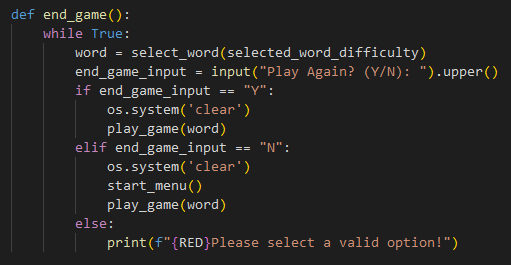 def end_game():
    while True:
        word = select_word(selected_word_difficulty)
        end_game_input = input("Play Again? (Y/N): ").upper()
        if end_game_input == "Y":
            os.system('clear')
            play_game(word)
        elif end_game_input == "N":
            os.system('clear')
            start_menu()
            play_game(word)
        else:
            print(f"{RED}Please select a valid option!")